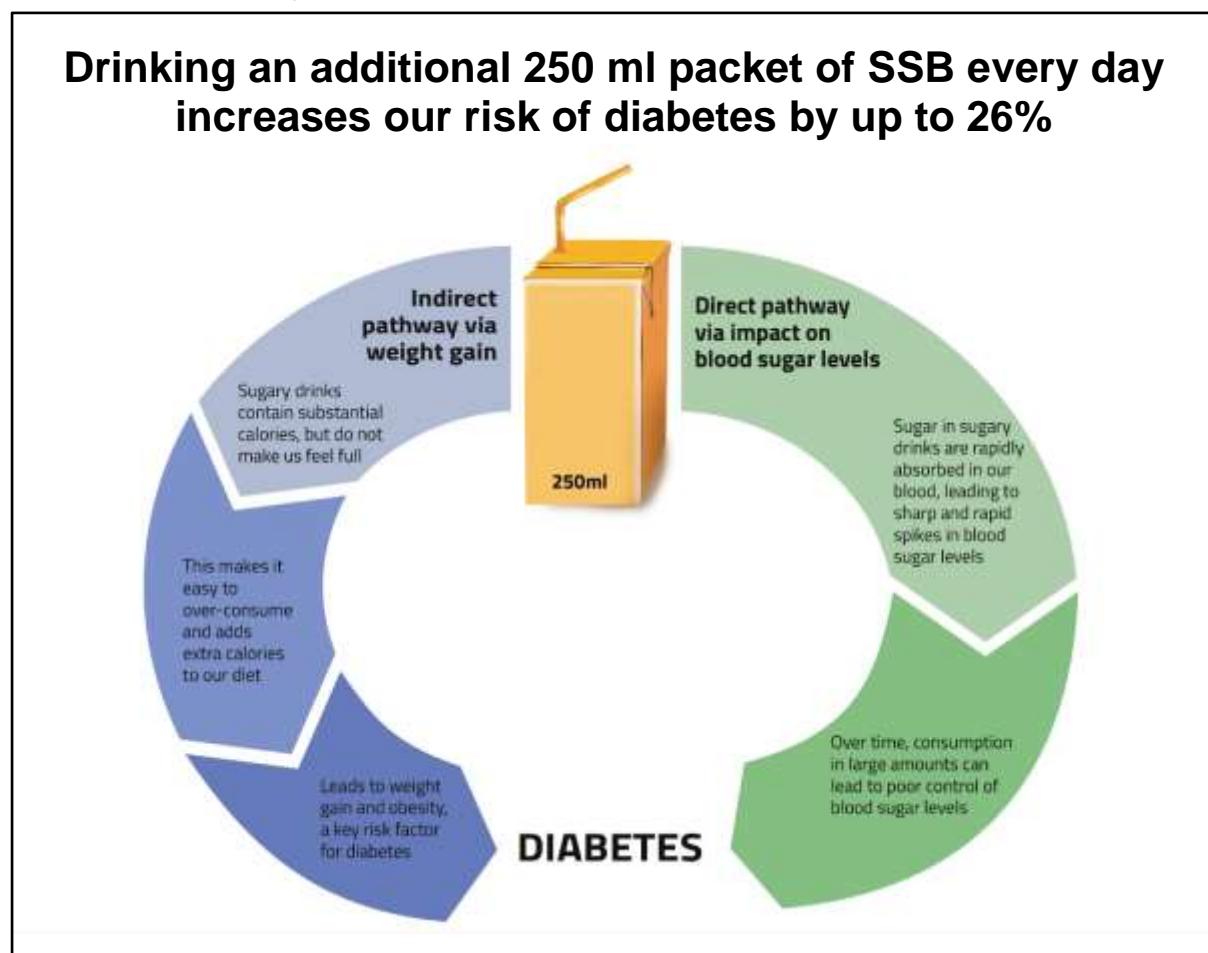 Drinking an additional 250 ml packet of SSB every day
increases our risk of diabetes by up to 26%
Indirect
pathway via
weight gain
Sugary drinks
contain substantial
calories, but do not
make us feel full
This makes it
easy to
over-consume
and adds
extra calories
to our diet
Leads to weight
gain and obesity,
a key risk factor
for diabetes
250ml
Direct pathway
via impact on
blood sugar levels
Sugar in sugary
drinks are rapidly
absorbed in our
blood, leading to
sharp and rapid
spikes in blood
sugar levels
Over time, consumption
in large amounts can
lead to poor control of
blood sugar levels
DIABETES